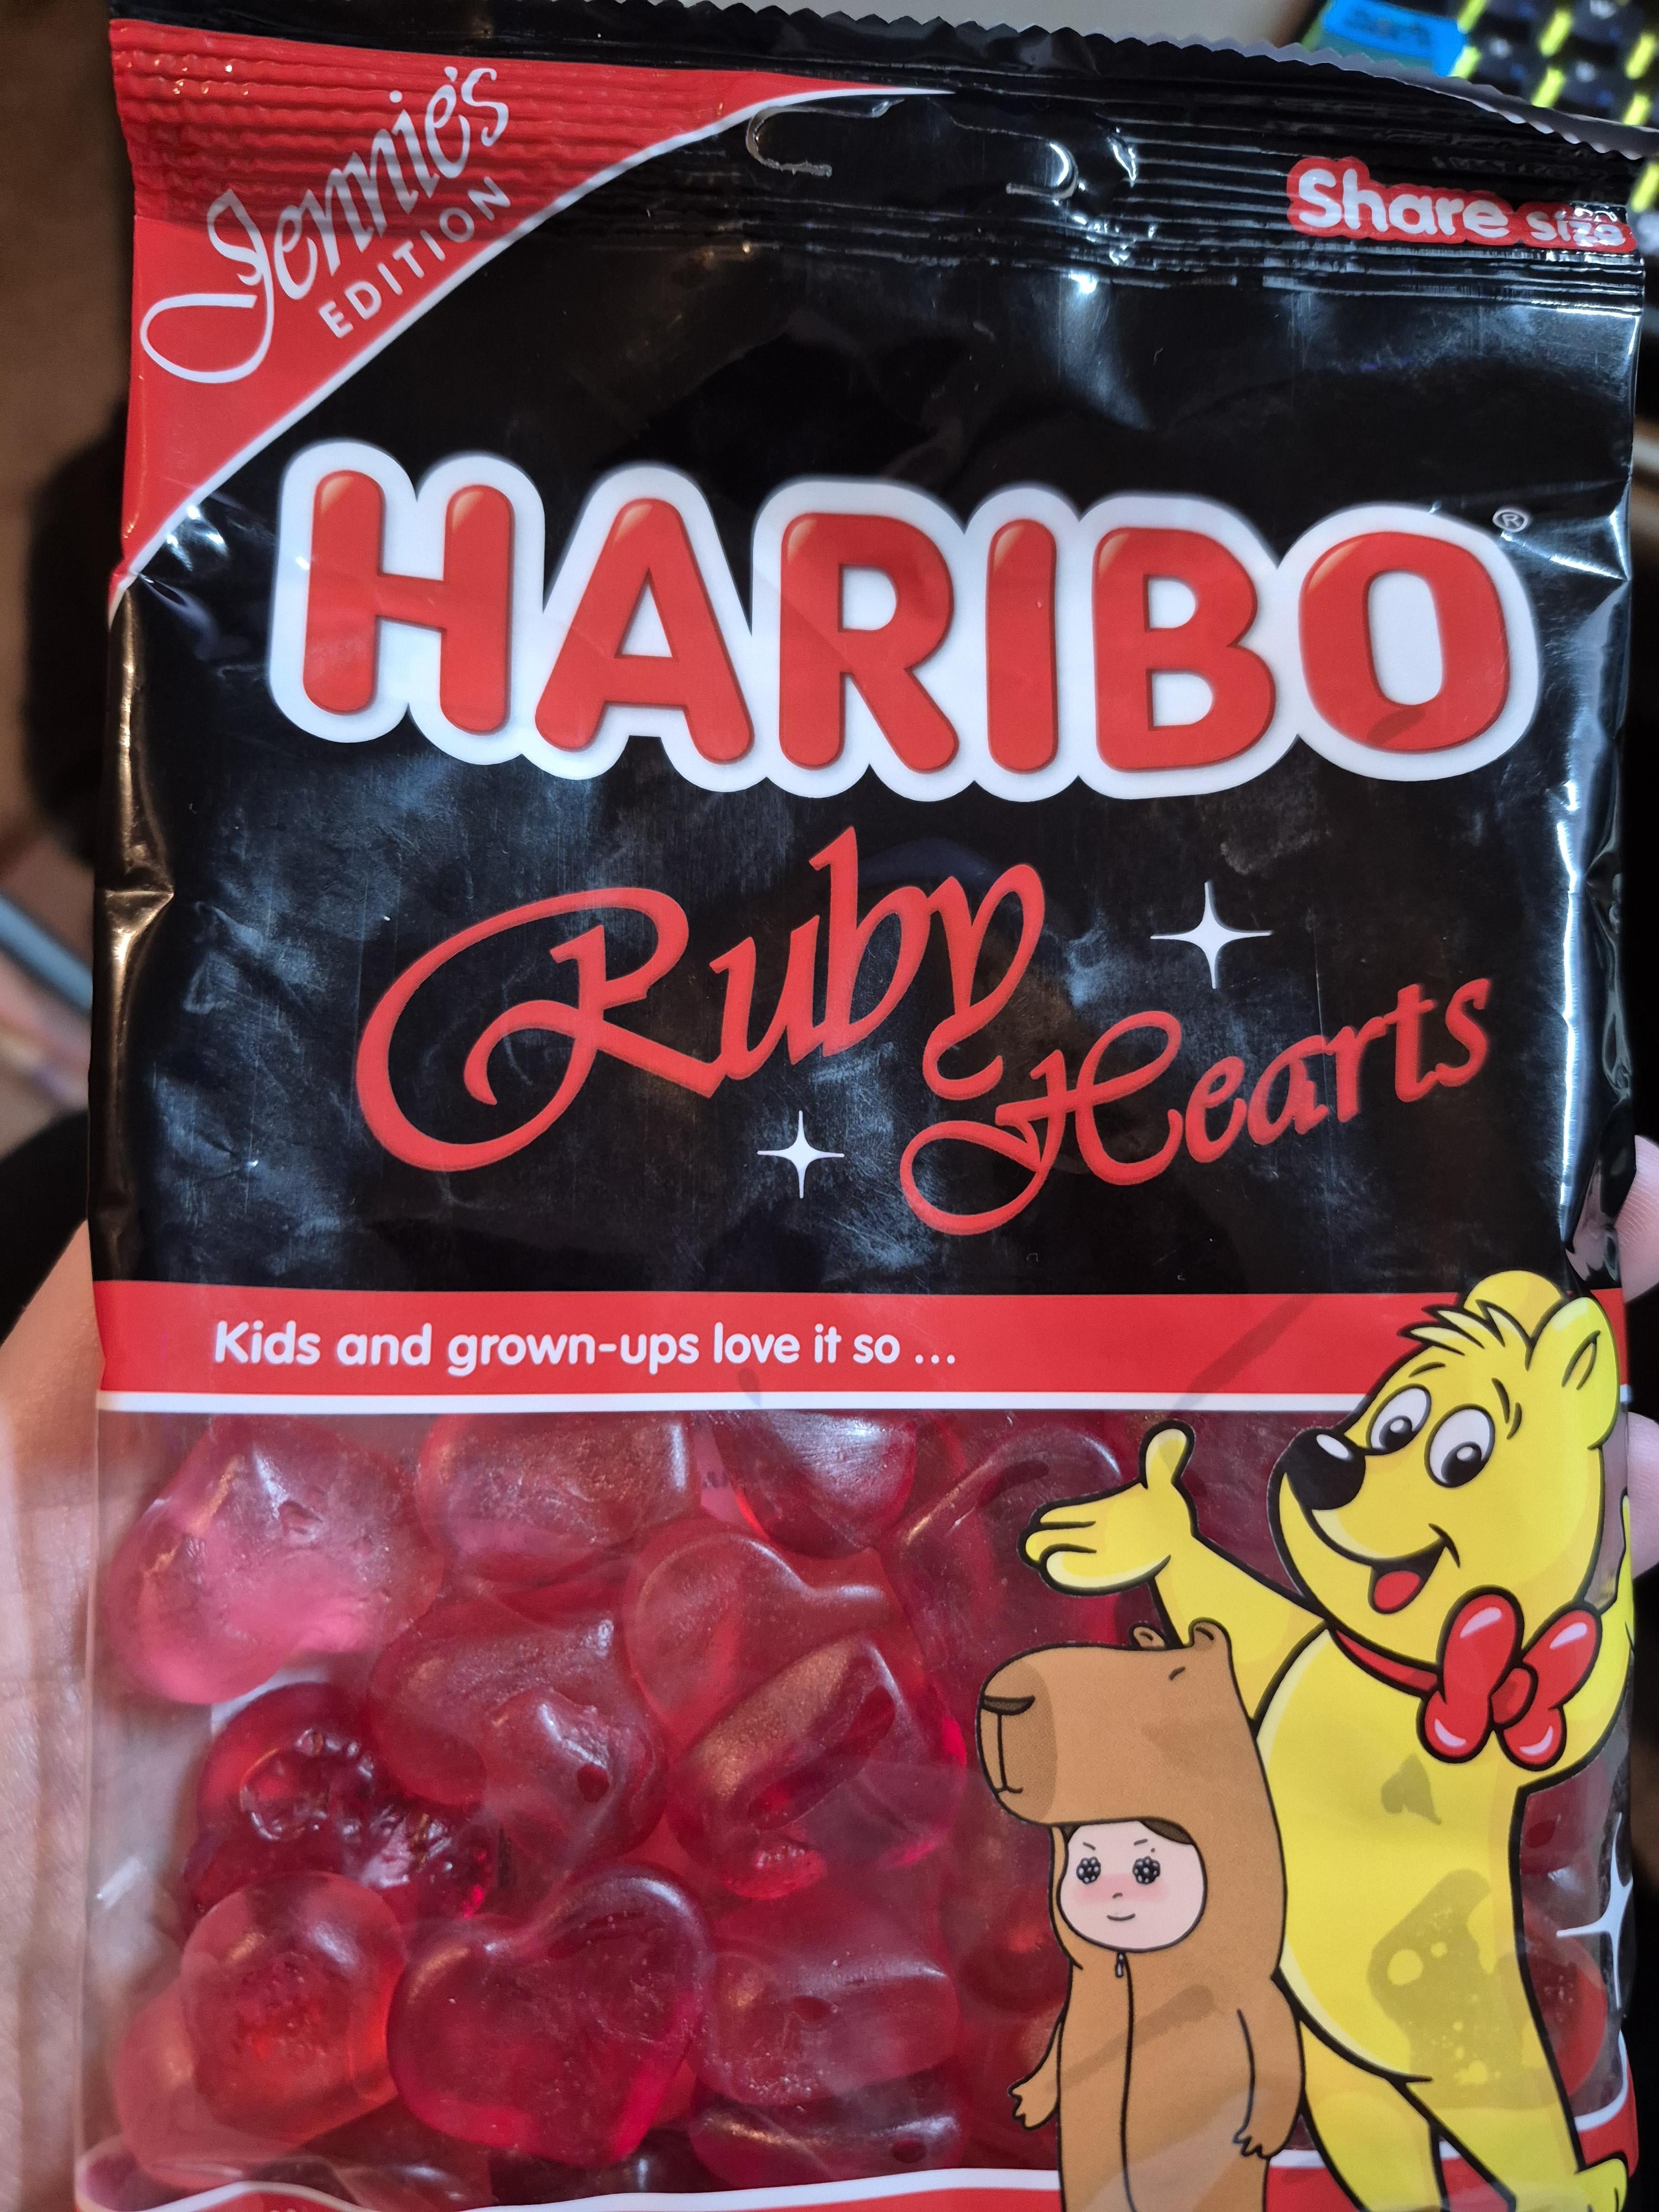 Jennie's
EDITION
Share size
HARIBO®
Ruby
Hearts
Kids and grown-ups love it so ...